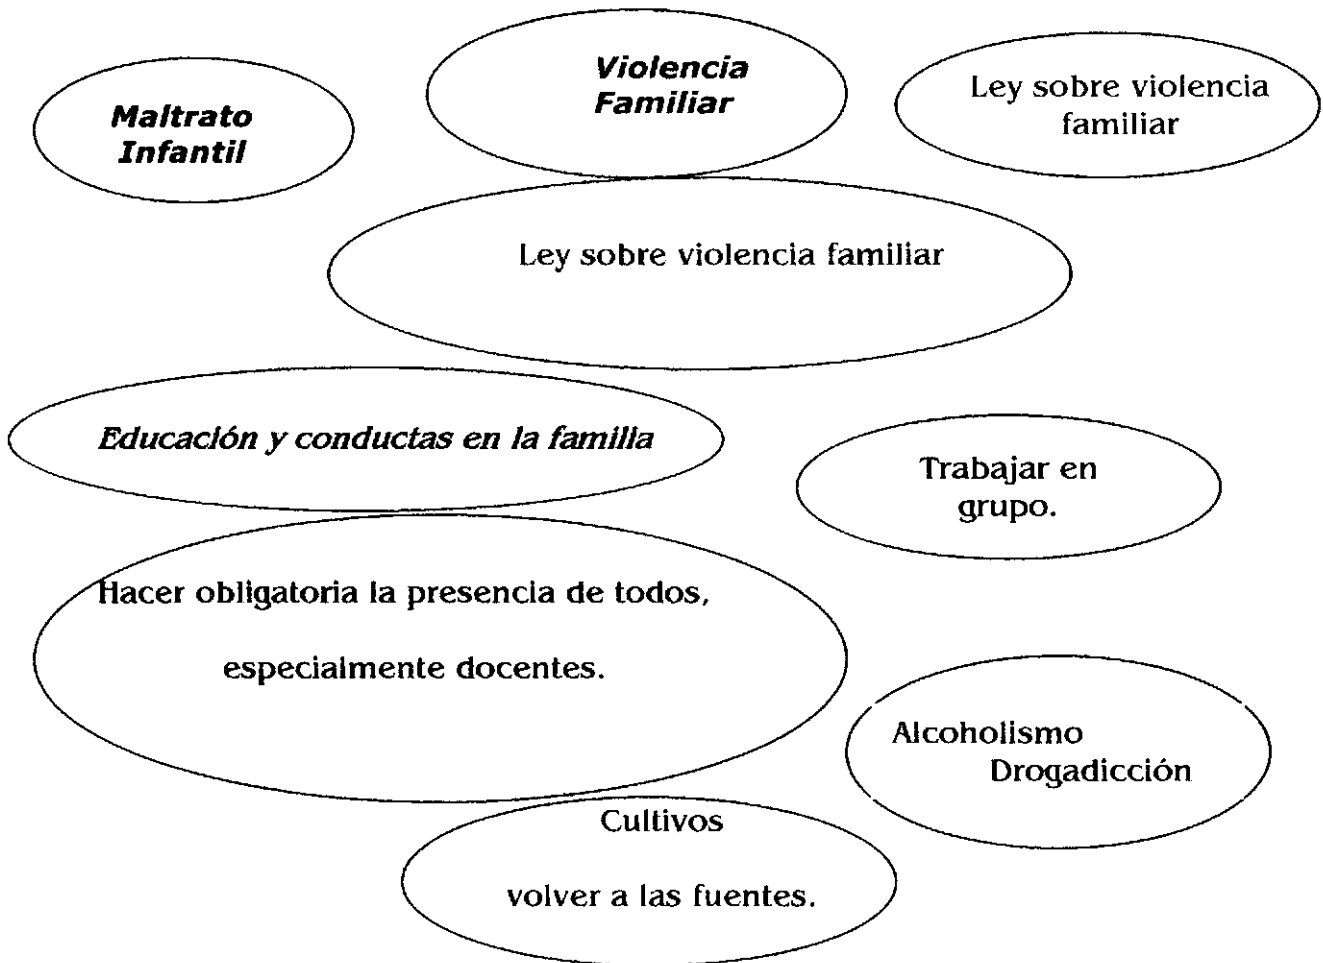 Maltrato
Infantil
Violencia
Familiar
Ley sobre violencia
familiar
Ley sobre violencia familiar
Educación y conductas en la familia
Trabajar en
grupo.
Hacer obligatoria la presencia de todos,
especialmente docentes.
Alcoholismo
Drogadicción
Cultivos
volver a las fuentes.